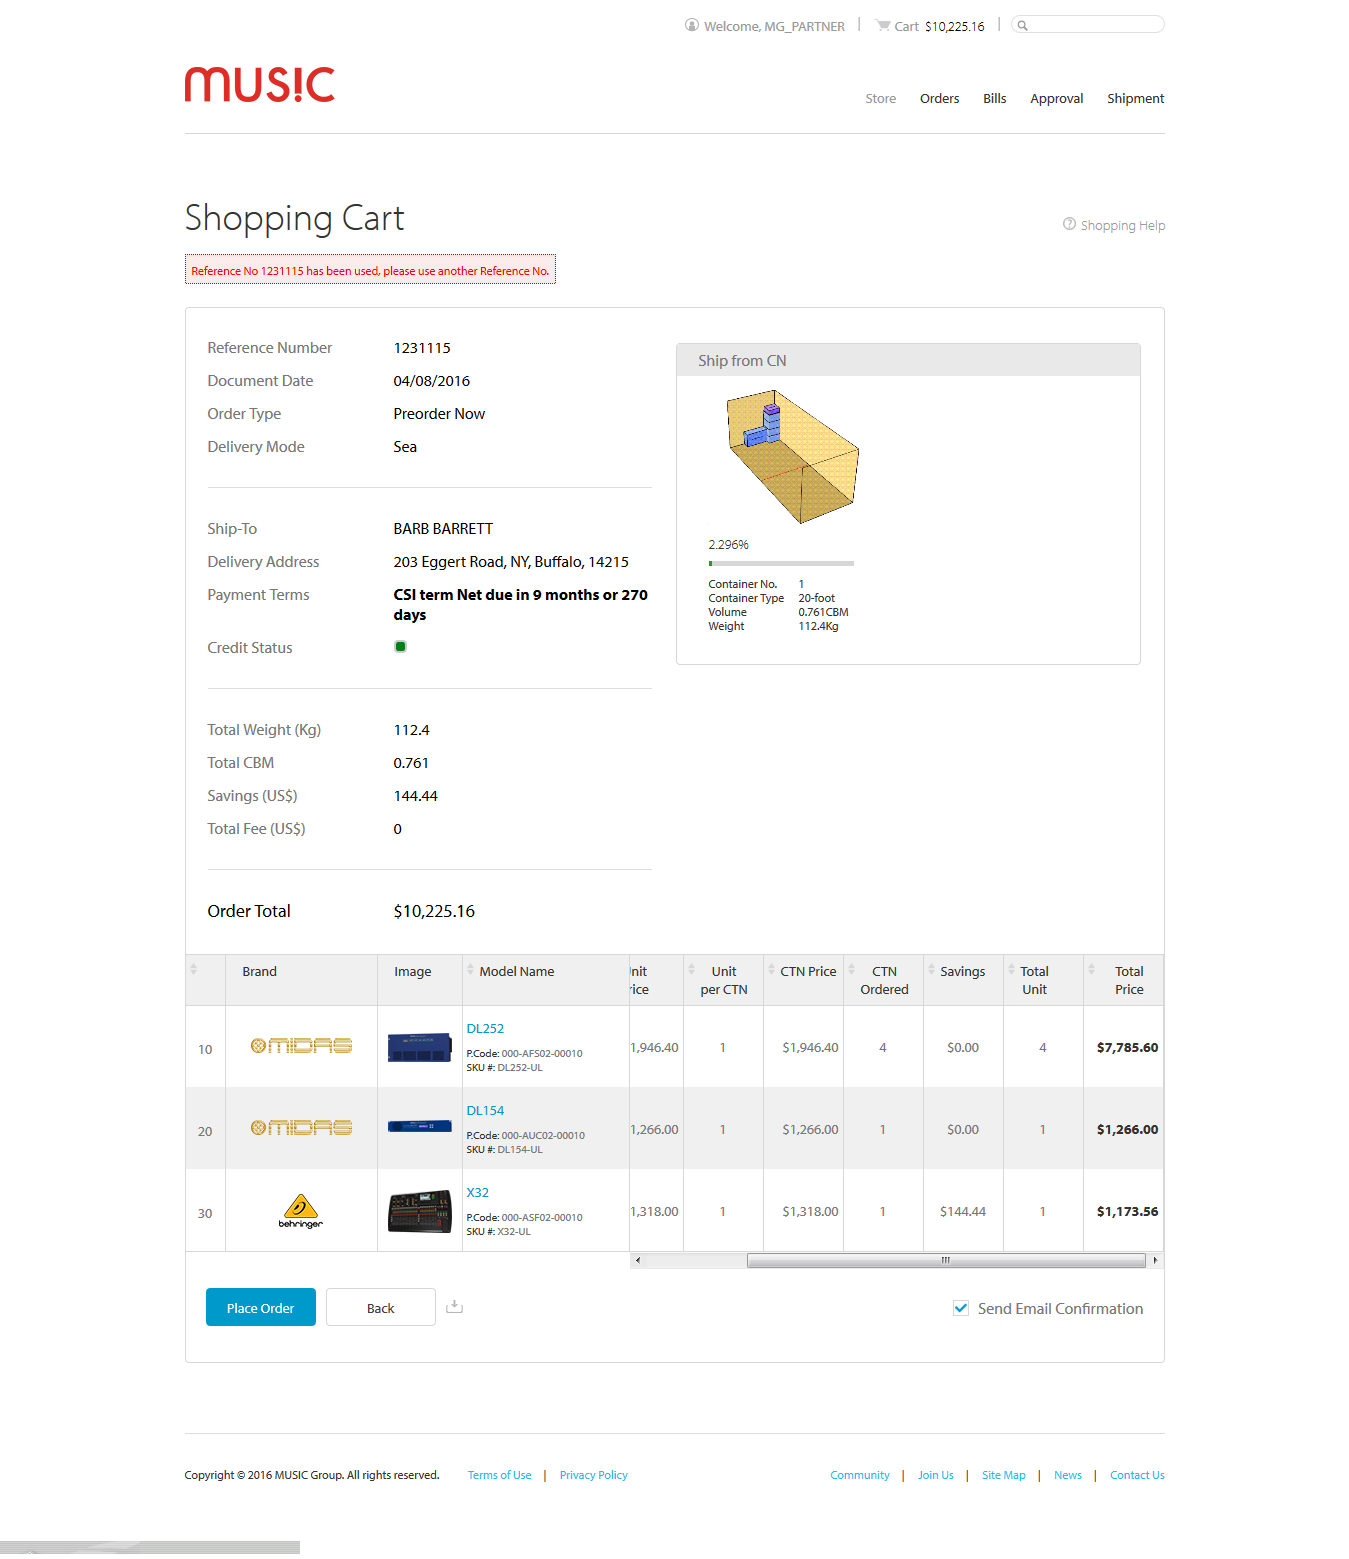 Welcome, MG_PARTNER | Cart $10,225.16 |
MUS!C
Store Orders Bills Approval Shipment
Shopping Cart
Shopping Help
Reference No 1231115 has been used, please use another Reference No.
Reference Number 1231115
Document Date 04/08/2016
Order Type Preorder Now
Delivery Mode Sea
Ship-To BARB BARRETT
Delivery Address 203 Eggert Road, NY, Buffalo, 14215
Payment Terms CSI term Net due in 9 months or 270
days
Credit Status
Total Weight (Kg) 112.4
Total CBM 0.761
Savings (US$) 144.44
Total Fee (US$) 0
Order Total $10,225.16
Ship from CN
2.296%
Container No. 1
Container Type 20-foot
Volume 0.761CBM
Weight 112.4Kg
Brand Image Model Name Unit Price Unit per CTN CTN Price CTN Ordered Savings Total Unit Total Price
10 MIDAS DL252 1,946.40 1 $1,946.40 4 $0.00 4 $7,785.60
P.Code: 000-AFS02-00010
SKU #: DL252-UL
20 MIDAS DL154 1,266.00 1 $1,266.00 1 $0.00 1 $1,266.00
P.Code: 000-AUC02-00010
SKU #: DL154-UL
30 behringer X32 1,318.00 1 $1,318.00 1 $144.44 1 $1,173.56
P.Code: 000-ASF02-00010
SKU #: X32-UL
Place Order Back Send Email Confirmation
Copyright © 2016 MUSIC Group. All rights reserved. Terms of Use | Privacy Policy
Community | Join Us | Site Map | News | Contact Us